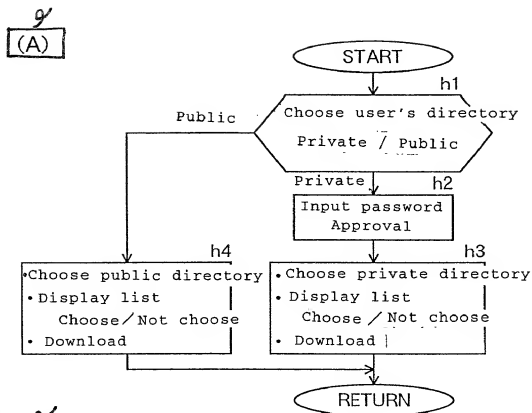 g
(A)
START
h1
Choose user's directory
Private / Public
Public
Private
h2
Input password
Approval
h4
•Choose public directory
•Display list
Choose/Not choose
•Download
h3
•Choose private directory
•Display list
Choose/Not choose
•Download
RETURN